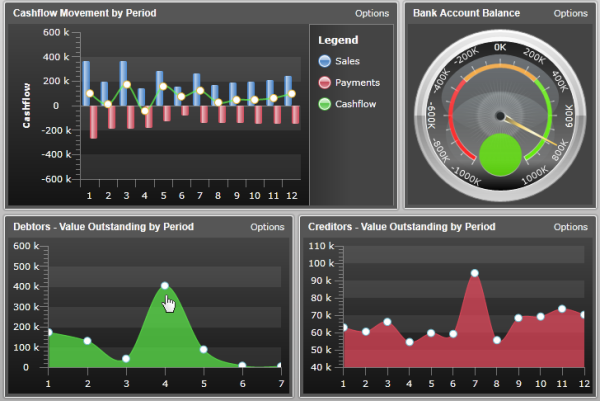 Cashflow Movement by Period Options
600 k
400 k
200 k
0
-200 k
-400 k
-600 k
Cashflow
1 2 3 4 5 6 7 8 9 10 11 12
Legend
Sales
Payments
Cashflow
Bank Account Balance Options
-1000K
-800K
-600K
-400K
-200K
0K
200K
400K
600K
800K
1000K
Debtors - Value Outstanding by Period Options
600 k
500 k
400 k
300 k
200 k
100 k
0
1 2 3 4 5 6 7
Creditors - Value Outstanding by Period Options
110 k
100 k
90 k
80 k
70 k
60 k
50 k
40 k
1 2 3 4 5 6 7 8 9 10 11 12